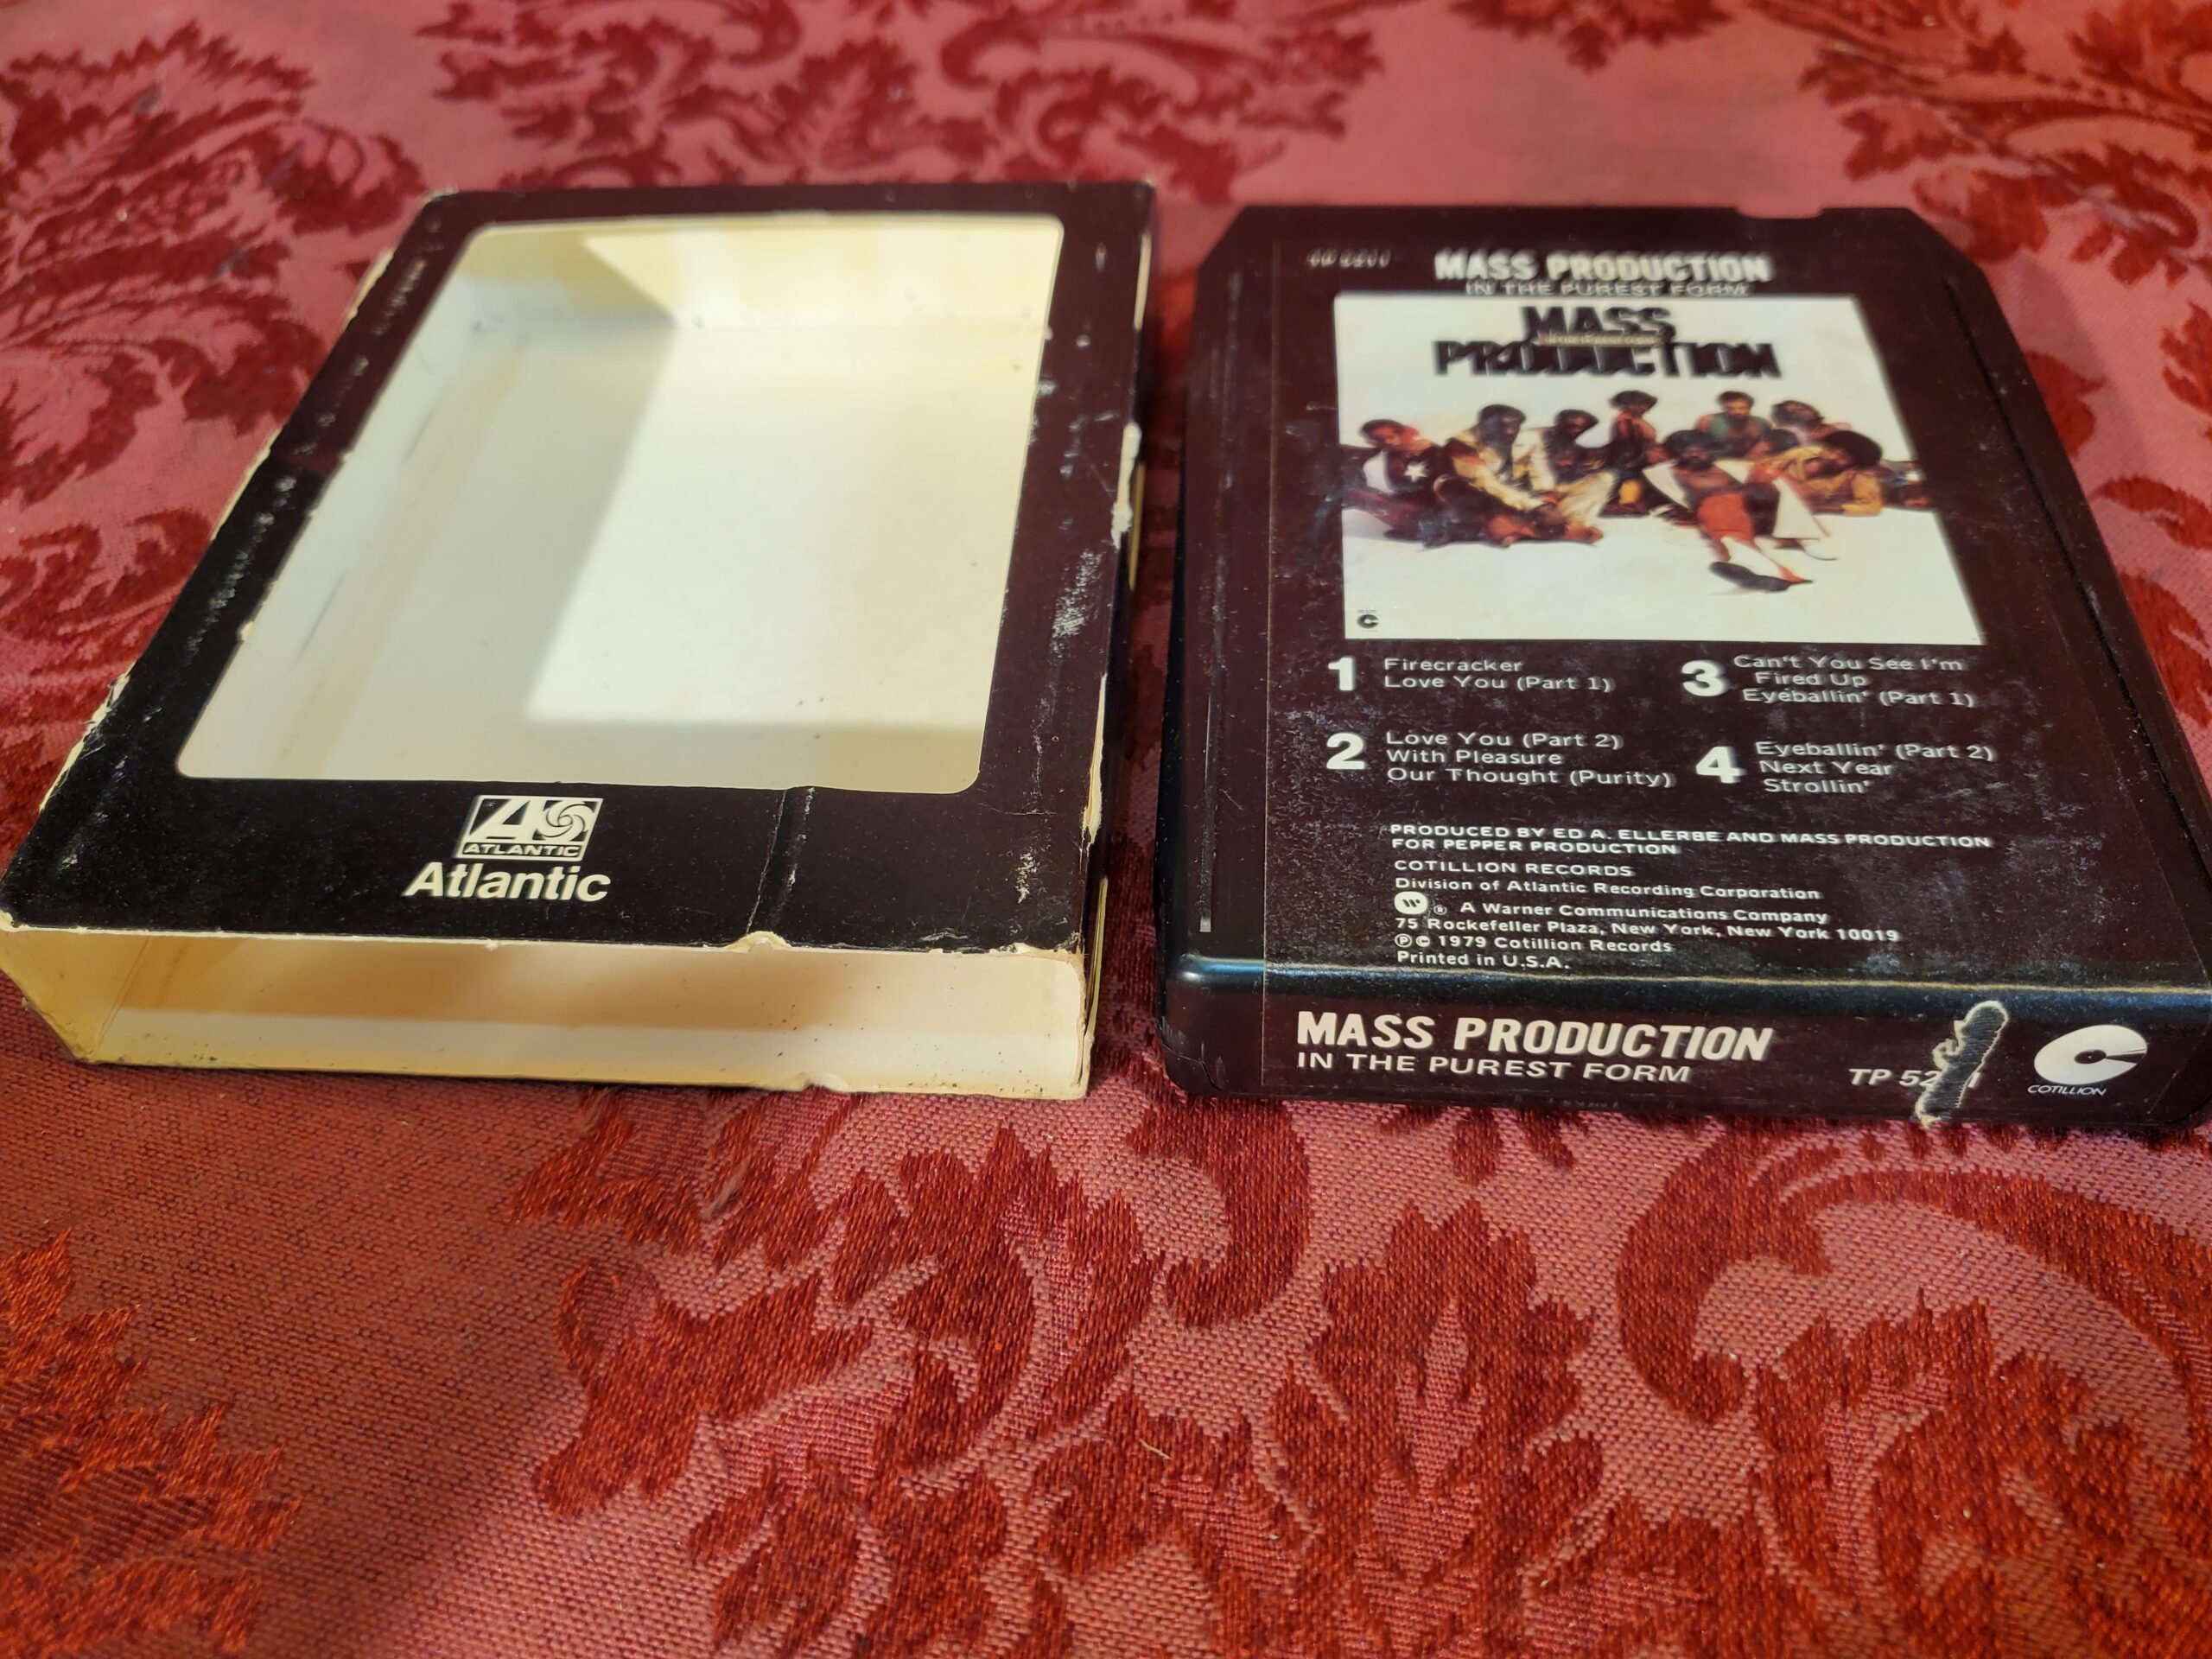 ATLANTIC
Atlantic
MASS PRODUCTION
IN THE PUREST FORM
MASS
PRODUCTION
1 Firecracker
Love You (Part 1)
2 Love You (Part 2)
With Pleasure
Our Thought (Purity)
3 Can't You See I'm
Fired Up
Eyeballin' (Part 1)
4 Eyeballin' (Part 2)
Next Year
Strollin'
PRODUCED BY ED A. ELLERBE AND MASS PRODUCTION
FOR PEPPER PRODUCTION
COTILLION RECORDS
Division of Atlantic Recording Corporation
® A Warner Communications Company
75 Rockefeller Plaza, New York, New York 10019
℗ © 1979 Cotillion Records
Printed in U.S.A.
MASS PRODUCTION
IN THE PUREST FORM
TP
COTILLION